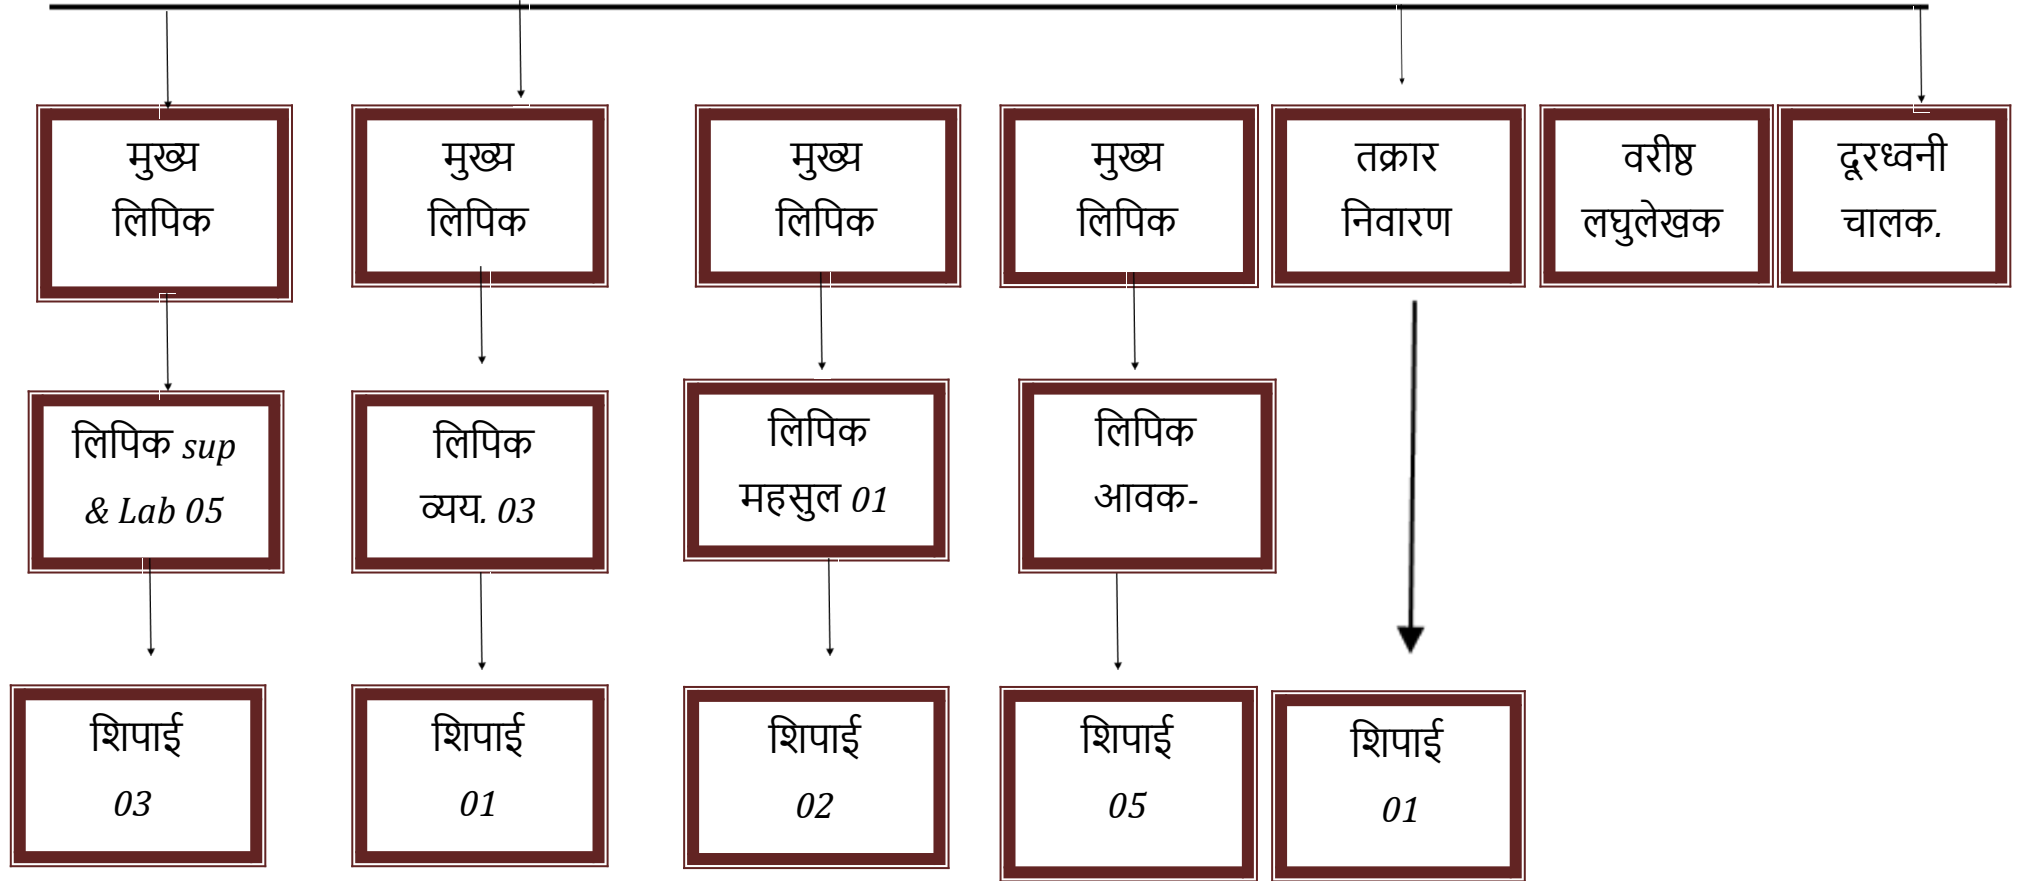 मुख्य
लिपिक
मुख्य
लिपिक
मुख्य
लिपिक
मुख्य
लिपिक
तक्रार
निवारण
वरीष्ठ
लघुलेखक
दूरध्वनी
चालक.
लिपिक sup
& Lab 05
लिपिक
व्यय. 03
लिपिक
महसुल 01
लिपिक
आवक-
शिपाई
03
शिपाई
01
शिपाई
02
शिपाई
05
शिपाई
01